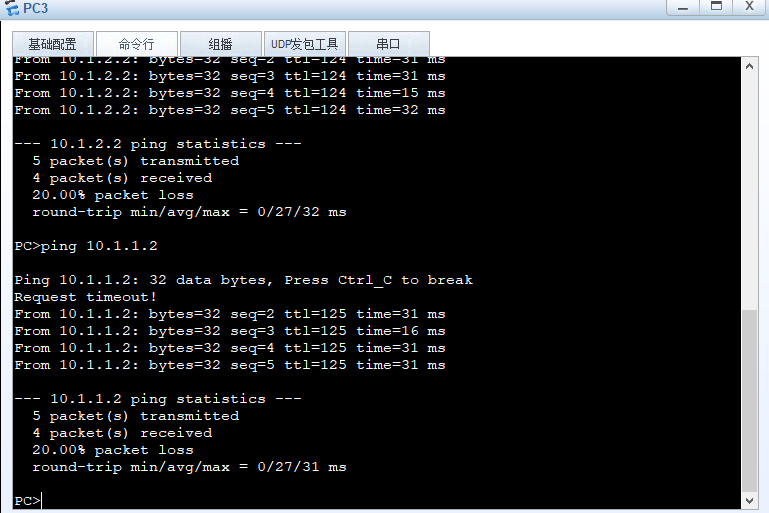 PC3
基础配置 命令行 组播 UDP发包工具 串口
From 10.1.2.2: bytes=32 seq=2 ttl=124 time=31 ms
From 10.1.2.2: bytes=32 seq=3 ttl=124 time=31 ms
From 10.1.2.2: bytes=32 seq=4 ttl=124 time=15 ms
From 10.1.2.2: bytes=32 seq=5 ttl=124 time=32 ms
--- 10.1.2.2 ping statistics ---
5 packet(s) transmitted
4 packet(s) received
20.00% packet loss
round-trip min/avg/max = 0/27/32 ms
PC>ping 10.1.1.2
Ping 10.1.1.2: 32 data bytes, Press Ctrl_C to break
Request timeout!
From 10.1.1.2: bytes=32 seq=2 ttl=125 time=31 ms
From 10.1.1.2: bytes=32 seq=3 ttl=125 time=16 ms
From 10.1.1.2: bytes=32 seq=4 ttl=125 time=31 ms
From 10.1.1.2: bytes=32 seq=5 ttl=125 time=31 ms
--- 10.1.1.2 ping statistics ---
5 packet(s) transmitted
4 packet(s) received
20.00% packet loss
round-trip min/avg/max = 0/27/31 ms
PC>